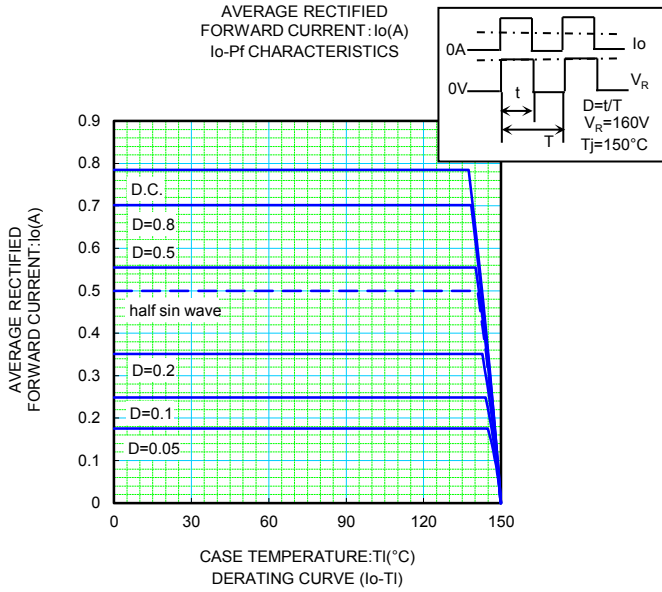 AVERAGE RECTIFIED
FORWARD CURRENT:Io(A)
Io-Pf CHARACTERISTICS
0A
Io
0V
VR
t
T
D=t/T
VR=160V
Tj=150°C
0.9
0.8
0.7
0.6
0.5
0.4
0.3
0.2
0.1
0
AVERAGE RECTIFIED
FORWARD CURRENT:Io(A)
D.C.
D=0.8
D=0.5
half sin wave
D=0.2
D=0.1
D=0.05
0 30 60 90 120 150
CASE TEMPERATURE:Tl(°C)
DERATING CURVE (Io-Tl)